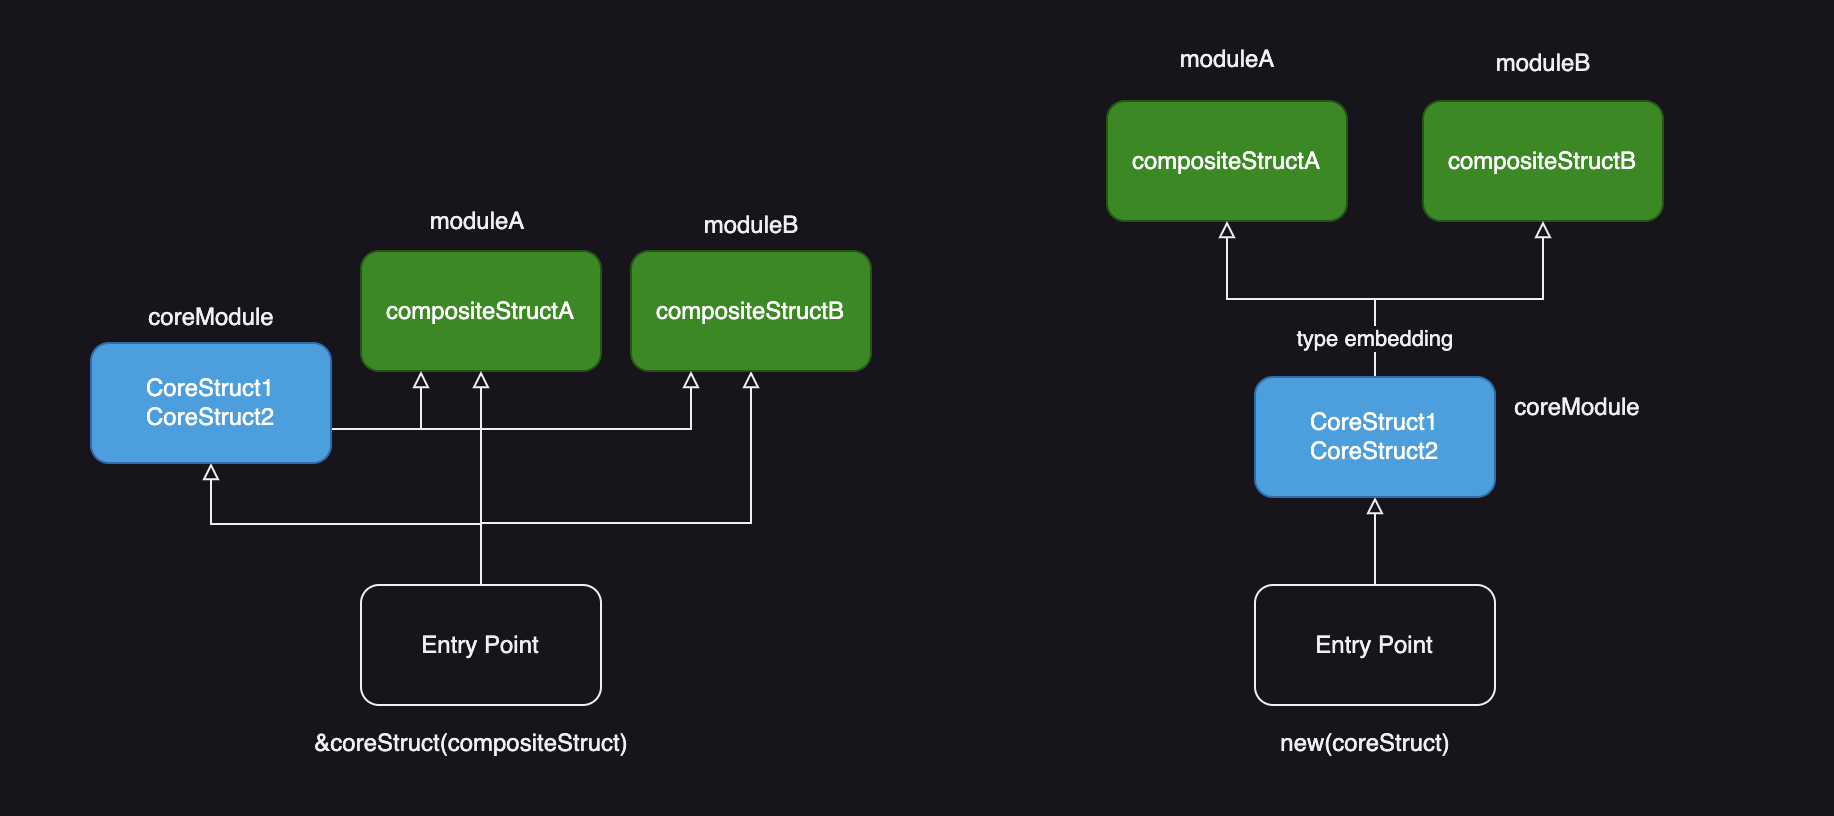 moduleA
moduleB
compositeStructA
compositeStructB
coreModule
CoreStruct1
CoreStruct2
Entry Point
&coreStruct(compositeStruct)
moduleA
moduleB
compositeStructA
compositeStructB
type embedding
CoreStruct1
CoreStruct2
coreModule
Entry Point
new(coreStruct)